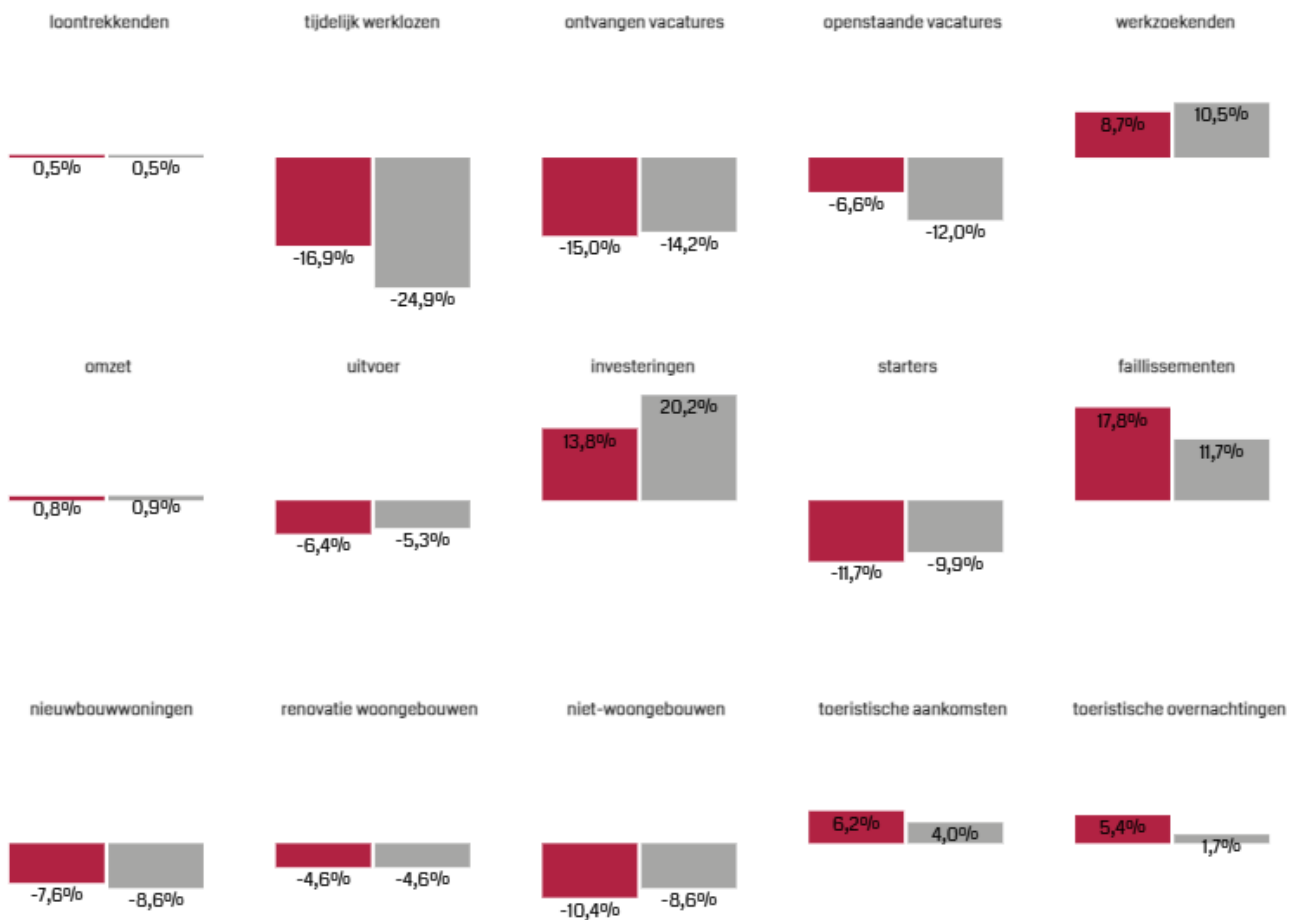 loontrekkenden tijdelijk werklozen ontvangen vacatures openstaande vacatures werkzoekenden
8,7% 10,5%
0,5% 0,5%
-6,6%
-15,0% -14,2% -12,0%
-16,9%
-24,9%
omzet uitvoer investeringen starters faillissementen
20,2% 17,8%
13,8% 11,7%
0,8% 0,9%
-6,4% -5,3%
-11,7% -9,9%
nieuwbouwwoningen renovatie woongebouwen niet-woongebouwen toeristische aankomsten toeristische overnachtingen
6,2% 4,0% 5,4% 1,7%
-7,6% -8,6% -4,6% -4,6% -10,4% -8,6%